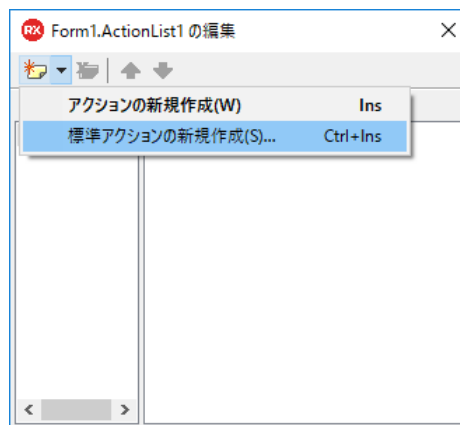 RX Form1.ActionList1 の編集
アクションの新規作成(W) Ins
標準アクションの新規作成(S)... Ctrl+Ins